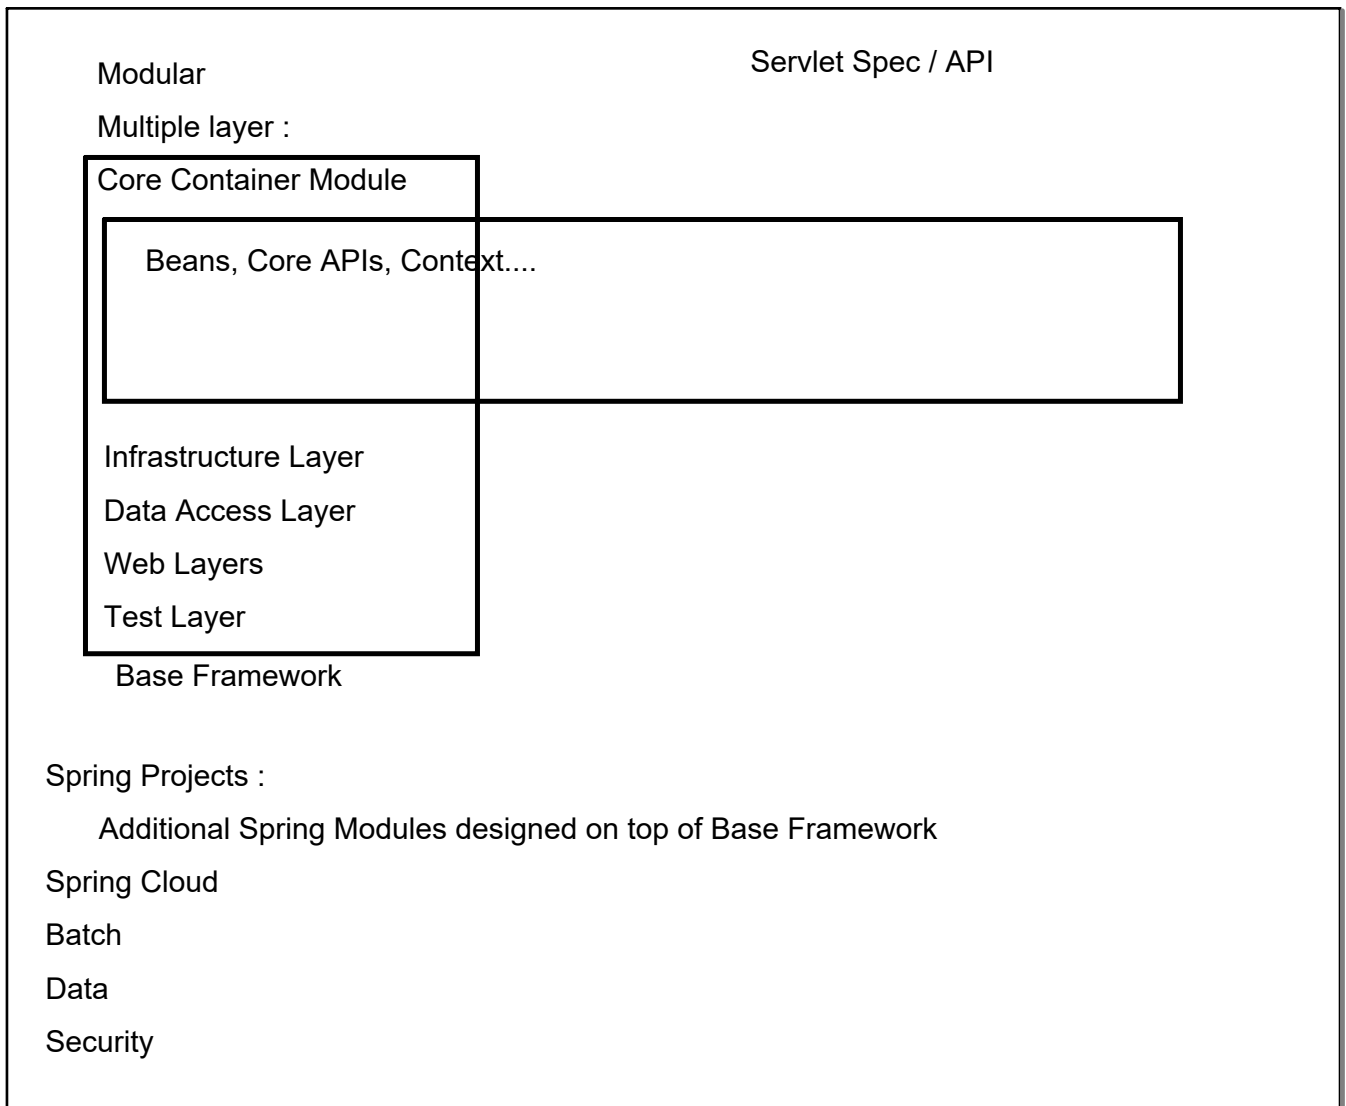 Servlet Spec / API
Modular
Multiple layer :
Core Container Module
Beans, Core APIs, Context....
Infrastructure Layer
Data Access Layer
Web Layers
Test Layer
Base Framework
Spring Projects :
Additional Spring Modules designed on top of Base Framework
Spring Cloud
Batch
Data
Security